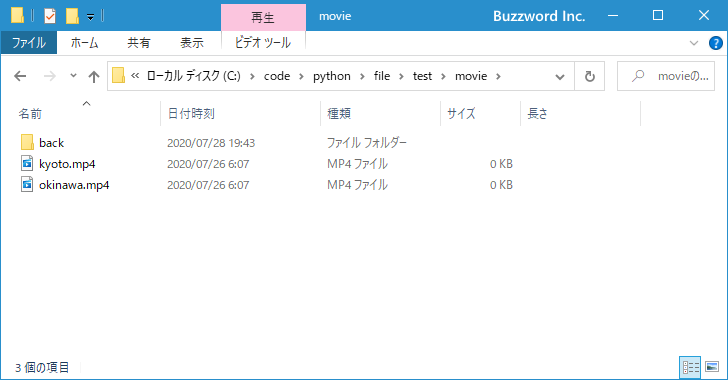 再生 movie Buzzword Inc.
ファイル ホーム 共有 表示 ビデオ ツール
« ローカル ディスク (C:) › code › python › file › test › movie › movieの...
名前 日付時刻 種類 サイズ 長さ
back 2020/07/28 19:43 ファイル フォルダー
kyoto.mp4 2020/07/26 6:07 MP4 ファイル 0 KB
okinawa.mp4 2020/07/26 6:07 MP4 ファイル 0 KB
3 個の項目